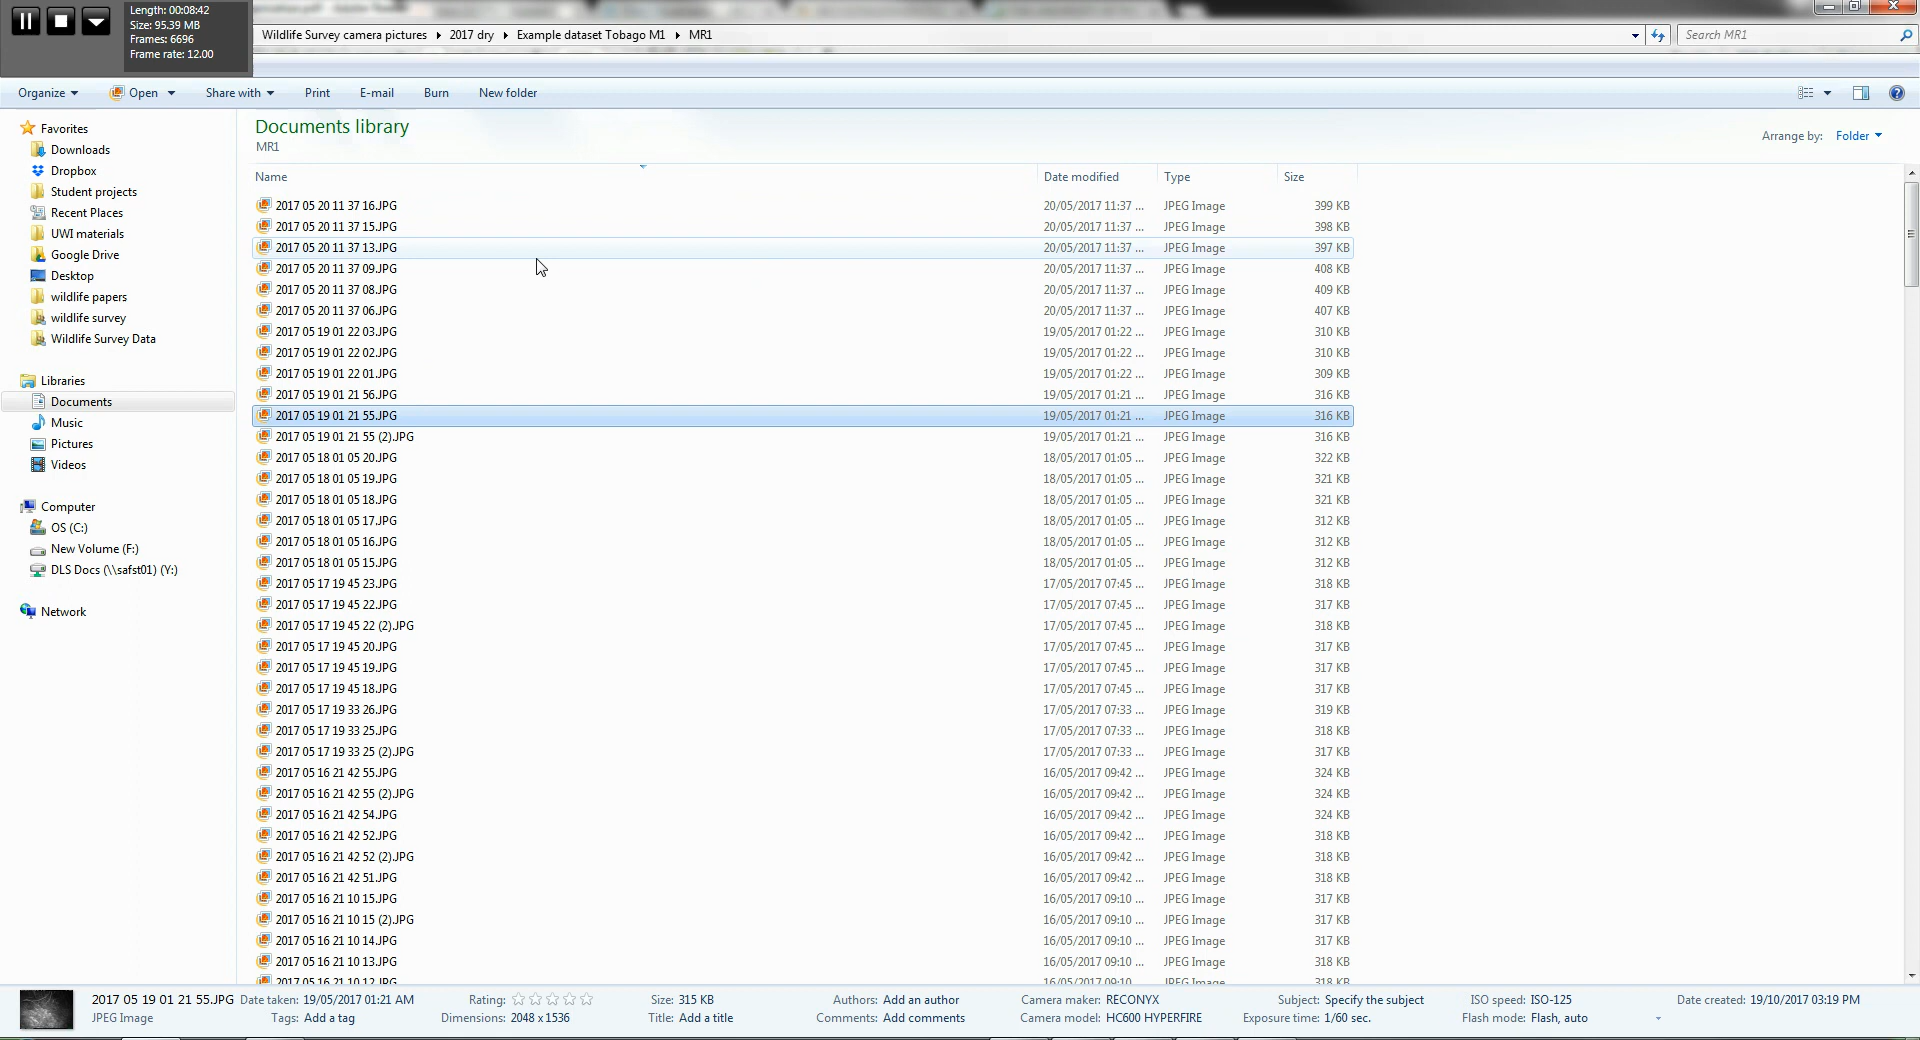 Length: 00:08:42
Size: 95.39 MB
Frames: 6696
Frame rate: 12.00
Wildlife Survey camera pictures 2017 dry Example dataset Tobago M1 MR1
Search MR1
Organize Open Share with Print E-mail Burn New folder
Favorites
Downloads
Dropbox
Student projects
Recent Places
UWI materials
Google Drive
Desktop
wildlife papers
wildlife survey
Wildlife Survey Data
Libraries
Documents
Music
Pictures
Videos
Computer
OS (C:)
New Volume (F:)
DLS Docs (\\safst01) (Y:)
Network
Documents library
MR1
Arrange by: Folder
Name Date modified Type Size
2017 05 20 11 37 16.JPG 20/05/2017 11:37 ... JPEG Image 399 KB
2017 05 20 11 37 15.JPG 20/05/2017 11:37 ... JPEG Image 398 KB
2017 05 20 11 37 13.JPG 20/05/2017 11:37 ... JPEG Image 397 KB
2017 05 20 11 37 09.JPG 20/05/2017 11:37 ... JPEG Image 408 KB
2017 05 20 11 37 08.JPG 20/05/2017 11:37 ... JPEG Image 409 KB
2017 05 20 11 37 06.JPG 20/05/2017 11:37 ... JPEG Image 407 KB
2017 05 19 01 22 03.JPG 19/05/2017 01:22 ... JPEG Image 310 KB
2017 05 19 01 22 02.JPG 19/05/2017 01:22 ... JPEG Image 310 KB
2017 05 19 01 22 01.JPG 19/05/2017 01:22 ... JPEG Image 309 KB
2017 05 19 01 21 56.JPG 19/05/2017 01:21 ... JPEG Image 316 KB
2017 05 19 01 21 55.JPG 19/05/2017 01:21 ... JPEG Image 316 KB
2017 05 19 01 21 55 (2).JPG 19/05/2017 01:21 ... JPEG Image 316 KB
2017 05 18 01 05 20.JPG 18/05/2017 01:05 ... JPEG Image 322 KB
2017 05 18 01 05 19.JPG 18/05/2017 01:05 ... JPEG Image 321 KB
2017 05 18 01 05 18.JPG 18/05/2017 01:05 ... JPEG Image 321 KB
2017 05 18 01 05 17.JPG 18/05/2017 01:05 ... JPEG Image 312 KB
2017 05 18 01 05 16.JPG 18/05/2017 01:05 ... JPEG Image 312 KB
2017 05 18 01 05 15.JPG 18/05/2017 01:05 ... JPEG Image 312 KB
2017 05 17 19 45 23.JPG 17/05/2017 07:45 ... JPEG Image 318 KB
2017 05 17 19 45 22.JPG 17/05/2017 07:45 ... JPEG Image 317 KB
2017 05 17 19 45 22 (2).JPG 17/05/2017 07:45 ... JPEG Image 318 KB
2017 05 17 19 45 20.JPG 17/05/2017 07:45 ... JPEG Image 317 KB
2017 05 17 19 45 19.JPG 17/05/2017 07:45 ... JPEG Image 317 KB
2017 05 17 19 45 18.JPG 17/05/2017 07:45 ... JPEG Image 317 KB
2017 05 17 19 33 26.JPG 17/05/2017 07:33 ... JPEG Image 319 KB
2017 05 17 19 33 25.JPG 17/05/2017 07:33 ... JPEG Image 318 KB
2017 05 17 19 33 25 (2).JPG 17/05/2017 07:33 ... JPEG Image 317 KB
2017 05 16 21 42 55.JPG 16/05/2017 09:42 ... JPEG Image 324 KB
2017 05 16 21 42 55 (2).JPG 16/05/2017 09:42 ... JPEG Image 324 KB
2017 05 16 21 42 54.JPG 16/05/2017 09:42 ... JPEG Image 324 KB
2017 05 16 21 42 52.JPG 16/05/2017 09:42 ... JPEG Image 318 KB
2017 05 16 21 42 52 (2).JPG 16/05/2017 09:42 ... JPEG Image 318 KB
2017 05 16 21 42 51.JPG 16/05/2017 09:42 ... JPEG Image 318 KB
2017 05 16 21 10 15.JPG 16/05/2017 09:10 ... JPEG Image 317 KB
2017 05 16 21 10 15 (2).JPG 16/05/2017 09:10 ... JPEG Image 317 KB
2017 05 16 21 10 14.JPG 16/05/2017 09:10 ... JPEG Image 317 KB
2017 05 16 21 10 13.JPG 16/05/2017 09:10 ... JPEG Image 318 KB
2017 05 16 21 10 12.JPG 16/05/2017 09:10 ... JPEG Image 318 KB
2017 05 19 01 21 55.JPG Date taken: 19/05/2017 01:21 AM Rating: Size: 315 KB Authors: Add an author Camera maker: RECONYX Subject: Specify the subject ISO speed: ISO-125 Date created: 19/10/2017 03:19 PM
JPEG Image Tags: Add a tag Dimensions: 2048 x 1536 Title: Add a title Comments: Add comments Camera model: HC600 HYPERFIRE Exposure time: 1/60 sec. Flash mode: Flash, auto